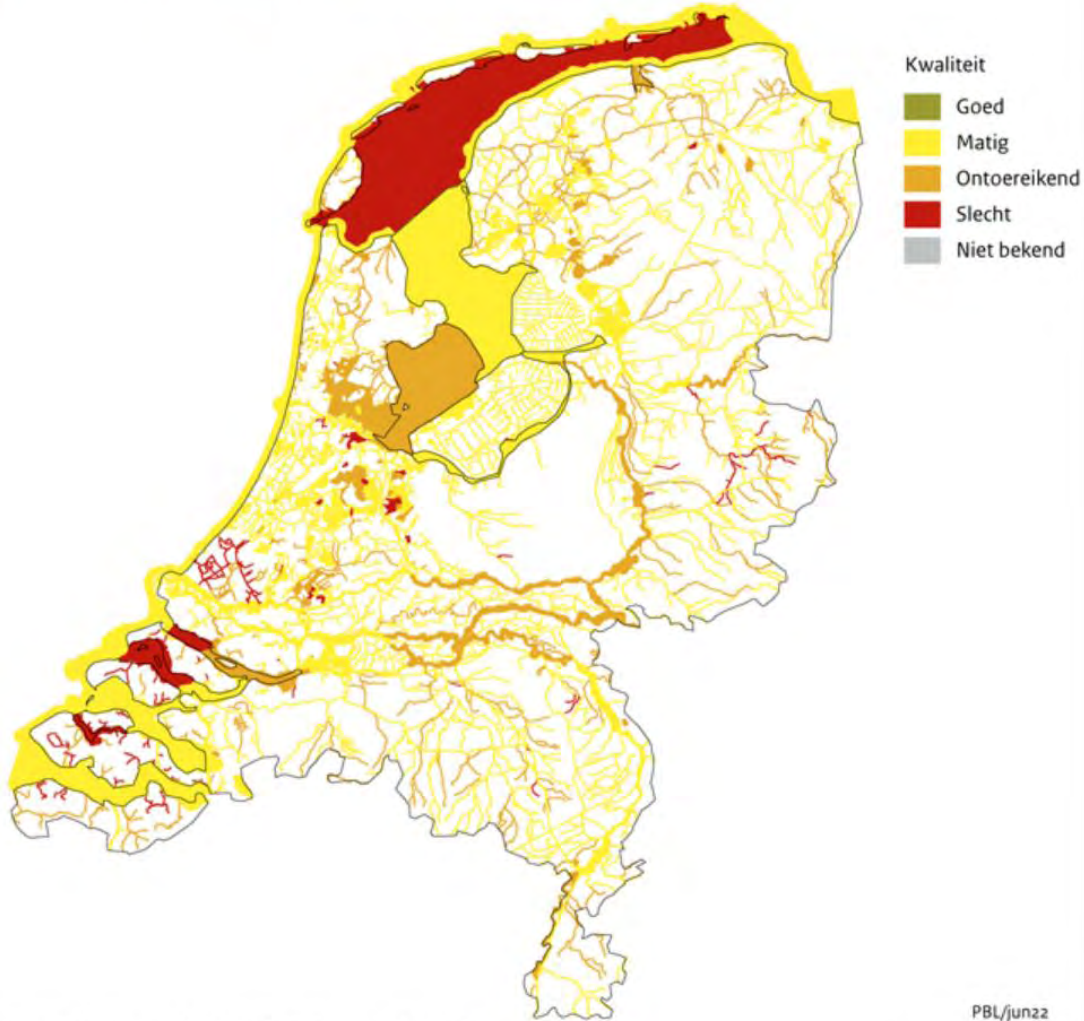 Kwaliteit
Goed
Matig
Ontoereikend
Slecht
Niet bekend
PBL/jun22